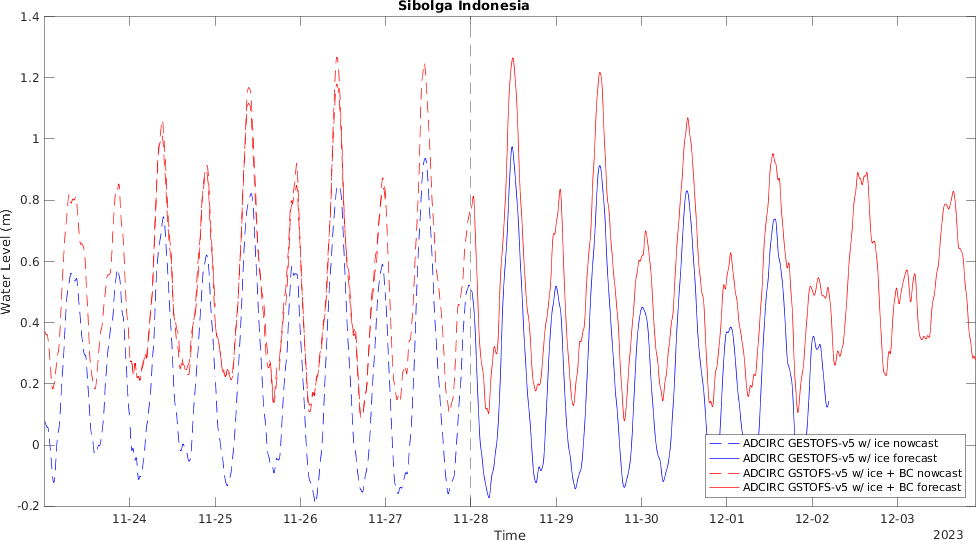 Sibolga Indonesia
1.4
1.2
1
0.8
0.6
0.4
0.2
0
-0.2
Water Level (m)
ADCIRC GESTOFS-v5 w/ ice nowcast
ADCIRC GESTOFS-v5 w/ ice forecast
ADCIRC GSTOFS-v5 w/ ice + BC nowcast
ADCIRC GSTOFS-v5 w/ ice + BC forecast
11-24 11-25 11-26 11-27 11-28 11-29 11-30 12-01 12-02 12-03
Time
2023